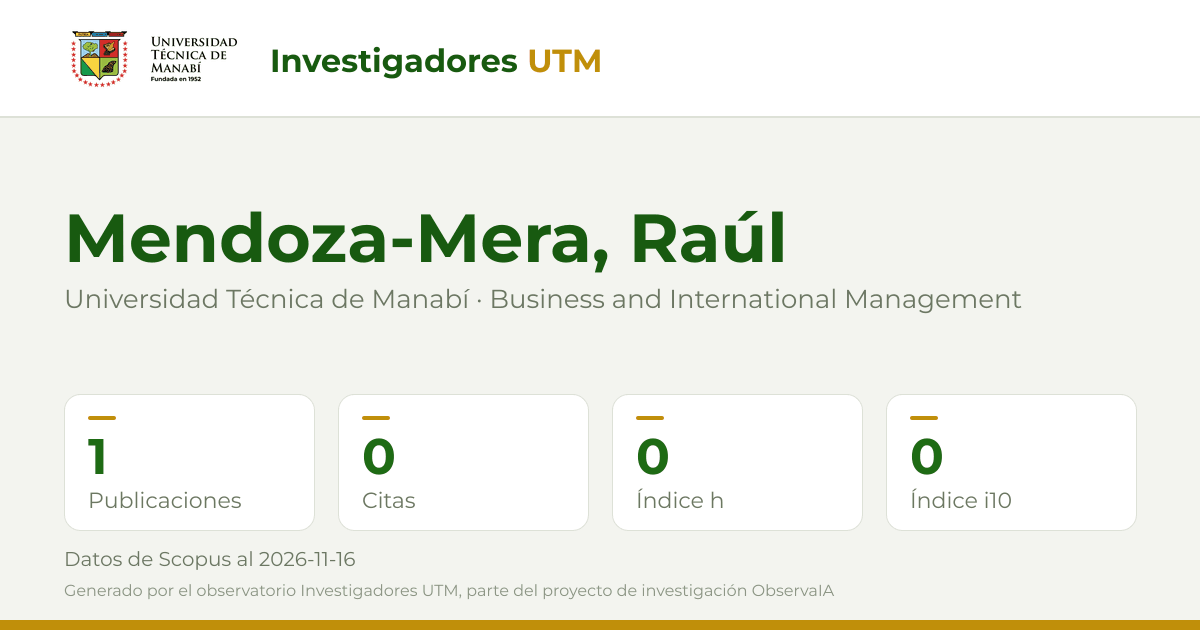 UNIVERSIDAD
TÉCNICA DE
MANABÍ
Fundada en 1952
Investigadores UTM
Mendoza-Mera, Raúl
Universidad Técnica de Manabí · Business and International Management
1
Publicaciones
0
Citas
0
Índice h
0
Índice i10
Datos de Scopus al 2026-11-16
Generado por el observatorio Investigadores UTM, parte del proyecto de investigación ObservaIA